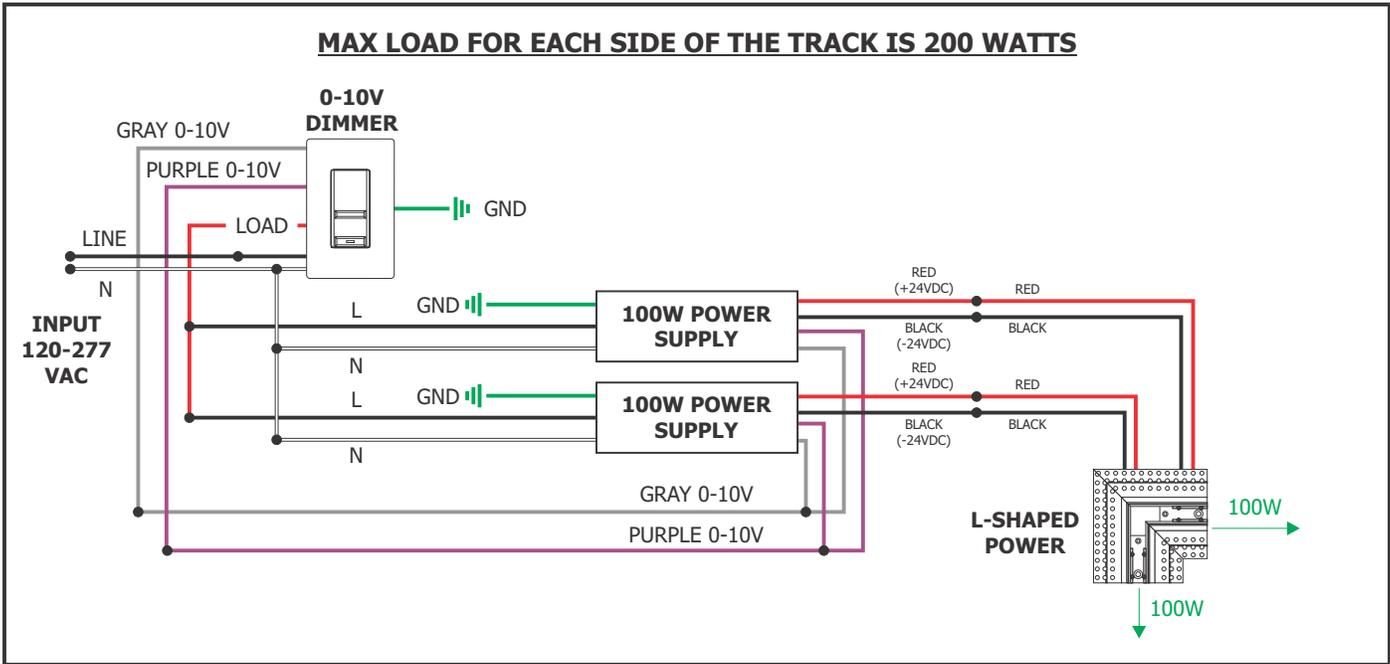 MAX LOAD FOR EACH SIDE OF THE TRACK IS 200 WATTS
0-10V
DIMMER
GRAY 0-10V
PURPLE 0-10V
LOAD
GND
LINE
N
INPUT
120-277
VAC
L
GND
N
100W POWER
SUPPLY
RED
(+24VDC)
RED
BLACK
(-24VDC)
BLACK
L
GND
N
100W POWER
SUPPLY
RED
(+24VDC)
RED
BLACK
(-24VDC)
BLACK
GRAY 0-10V
PURPLE 0-10V
L-SHAPED
POWER
100W
100W